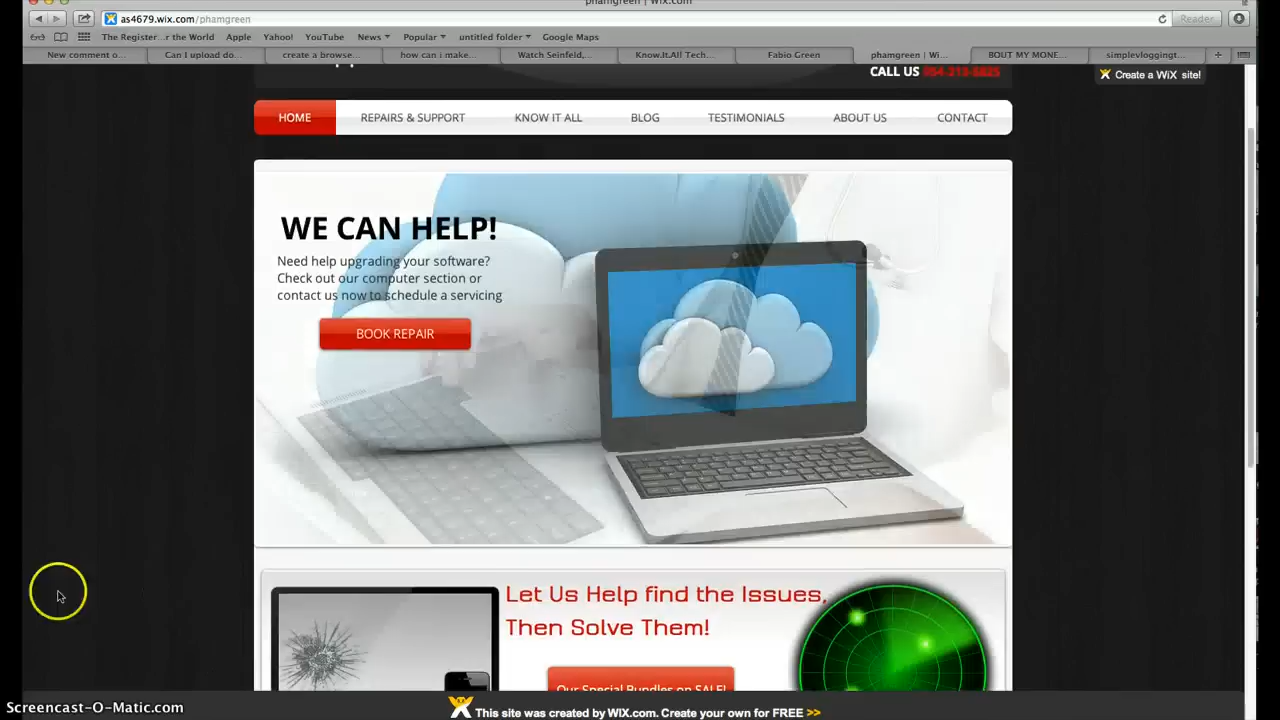 phamgreen | Wix.com
as4679.wix.com/phamgreen
Reader
The Register...r the World Apple Yahoo! YouTube News Popular untitled folder Google Maps
New comment o... Can I upload do... create a browse... how can i make... Watch Seinfeld,... Know.It.All Tech... Fabio Green phamgreen | Wi... BOUT MY MONE... simplevloggingt... +
CALL US
Create a WiX site!
HOME REPAIRS & SUPPORT KNOW IT ALL BLOG TESTIMONIALS ABOUT US CONTACT
WE CAN HELP!
Need help upgrading your software?
Check out our computer section or
contact us now to schedule a servicing
BOOK REPAIR
Let Us Help find the Issues,
Then Solve Them!
Our Special Bundles on SALE!
This site was created by WIX.com. Create your own for FREE >>
Screencast-O-Matic.com